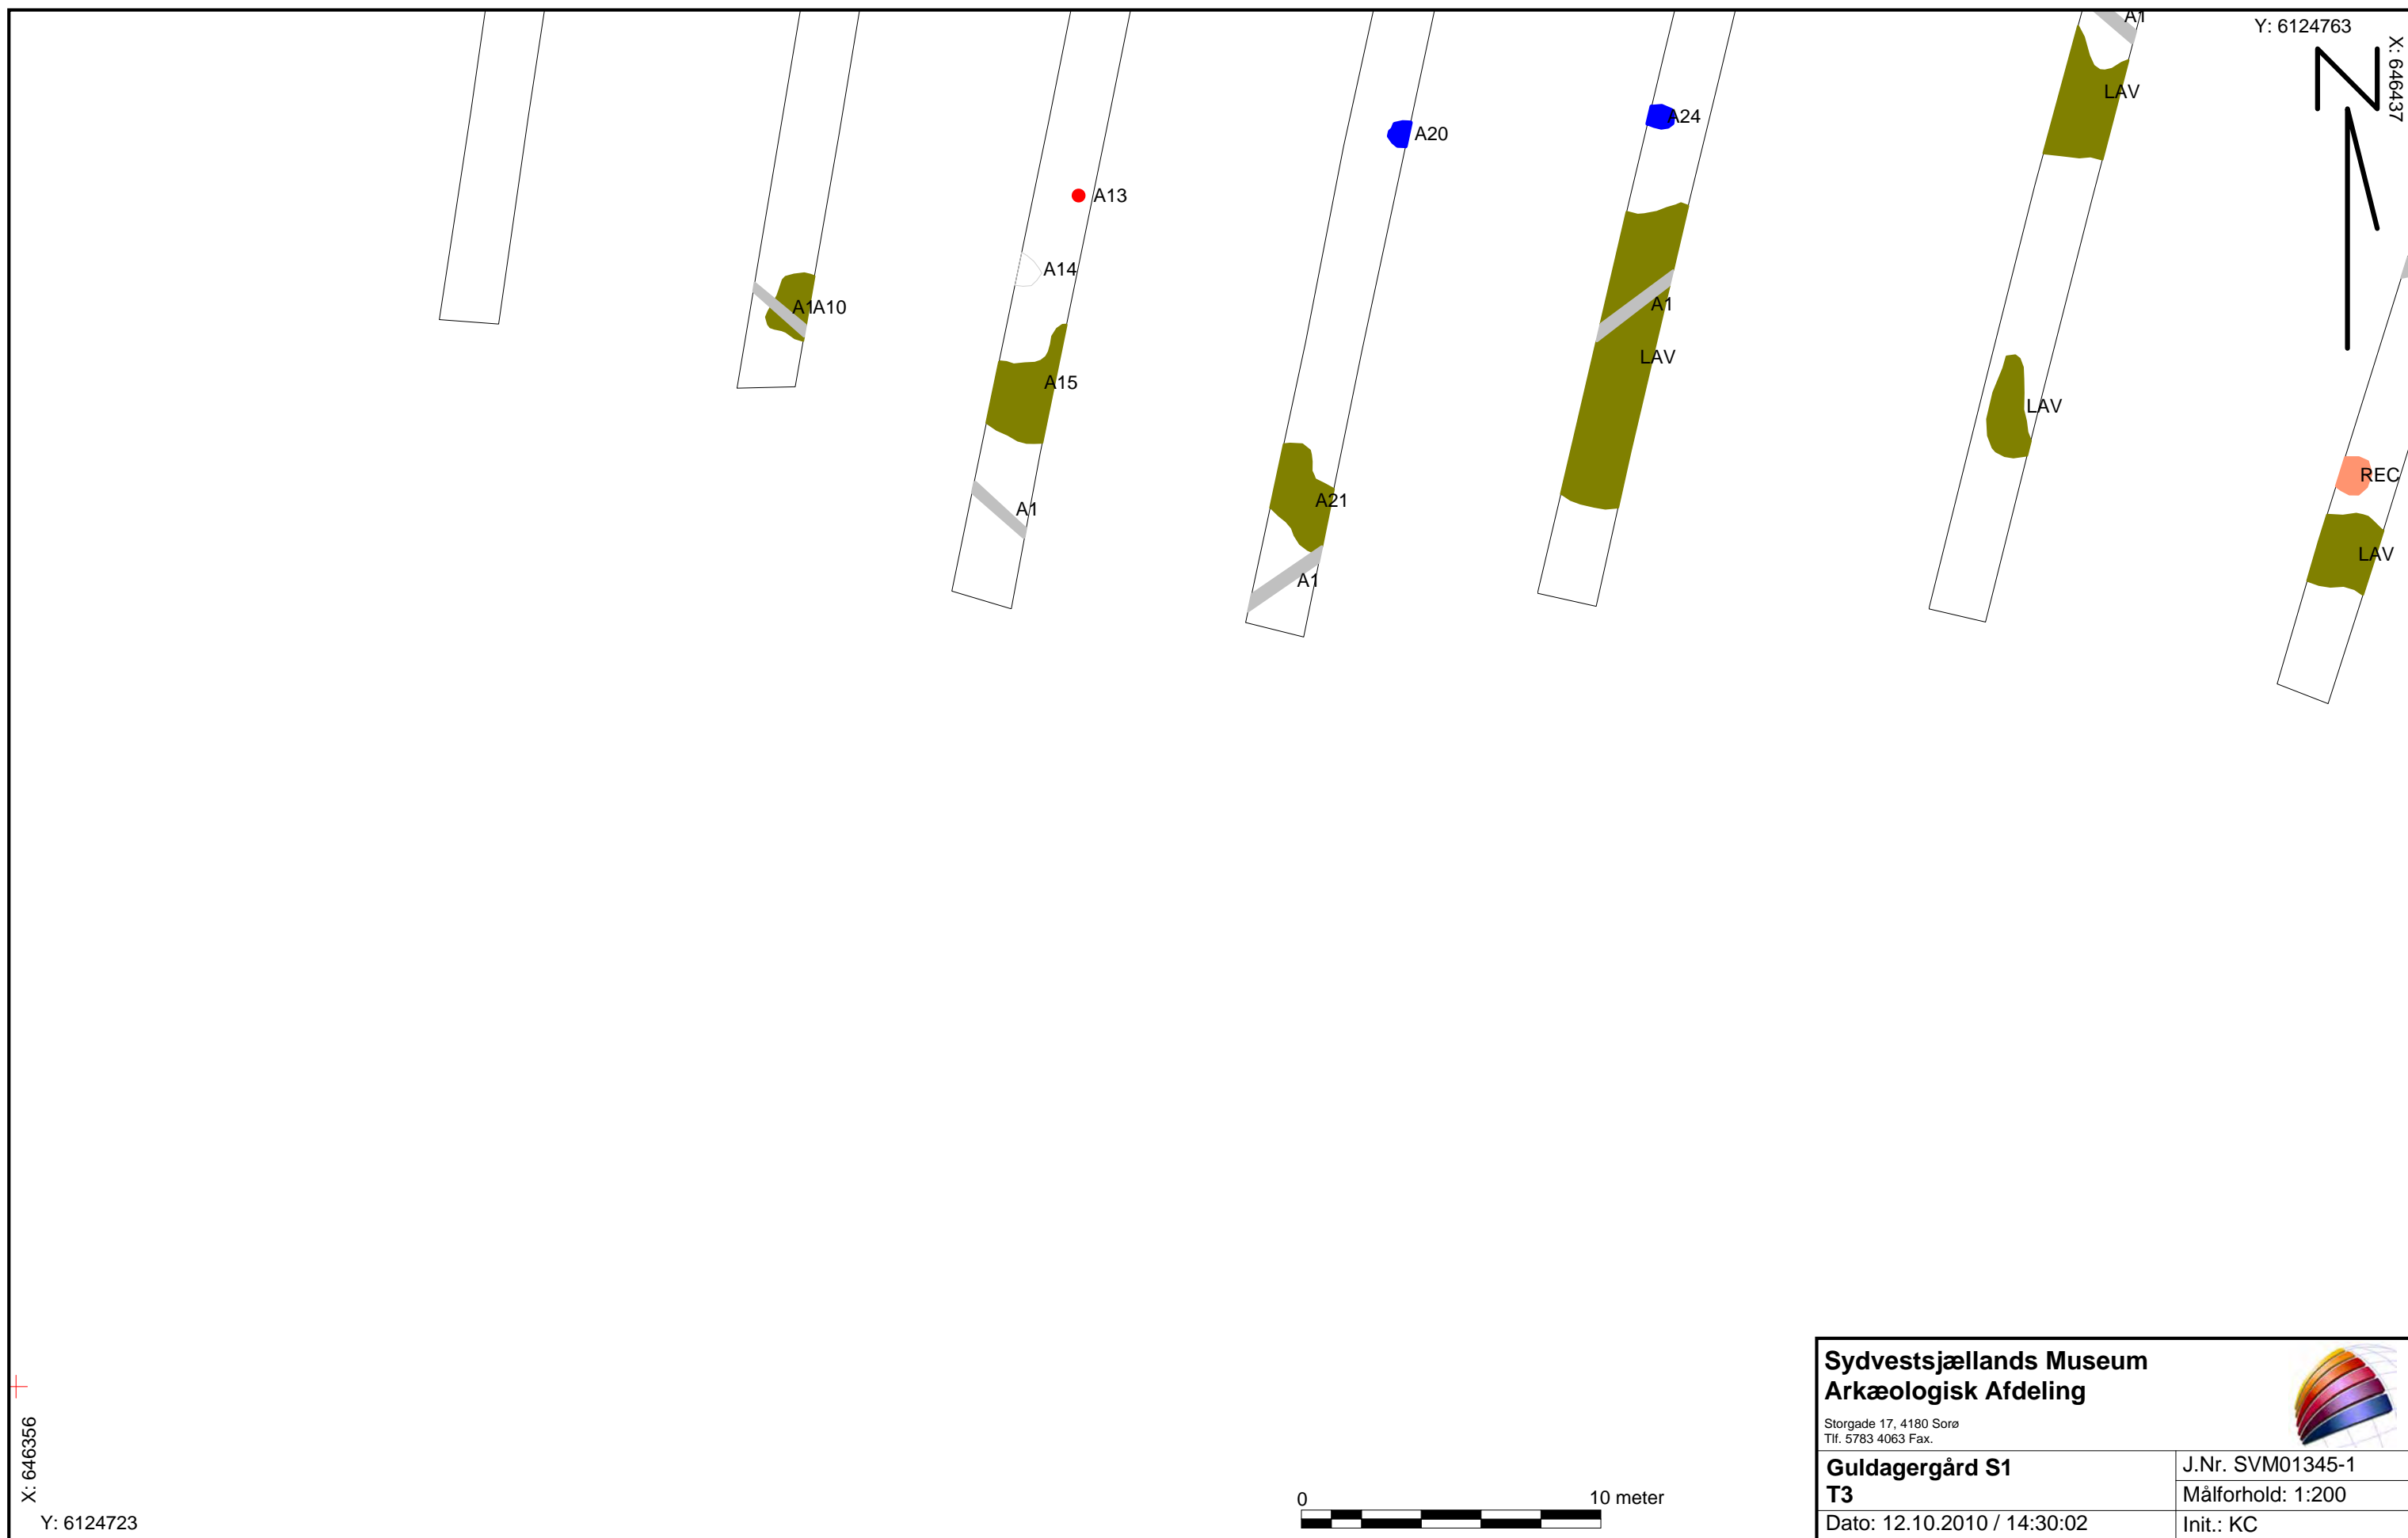 A1
Y: 6124763
X: 646437
LAV
A24
A20
A13
A14
A1
A10
A1
LAV
A15
LAV
REC
A21
A1
LAV
A1
Sydvestsjællands Museum
Arkæologisk Afdeling
Storgade 17, 4180 Sorø
Tlf. 5783 4063 Fax.
X: 646356
Y: 6124723
0
10 meter
Guldagergård S1
T3
J.Nr. SVM01345-1
Målforhold: 1:200
Dato: 12.10.2010 / 14:30:02
Init.: KC